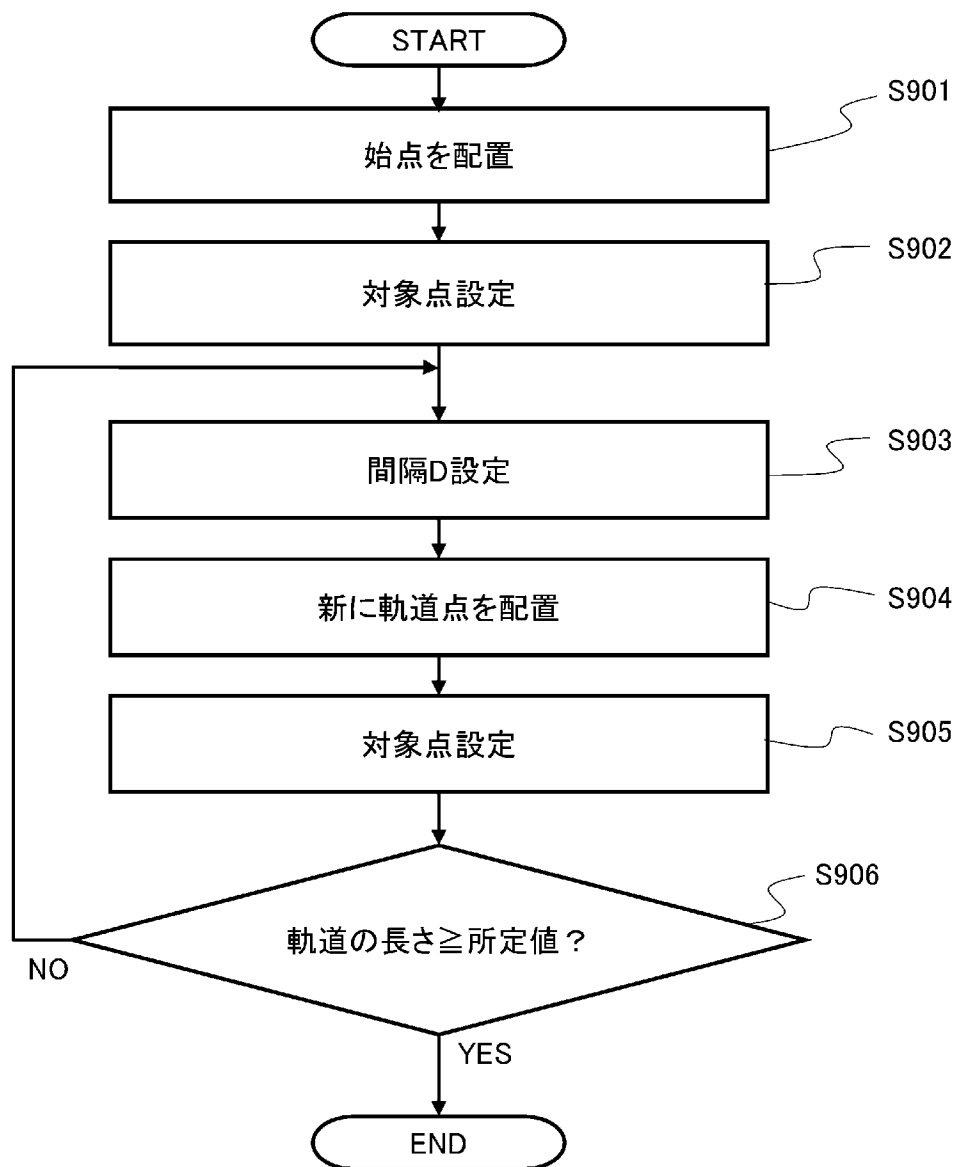 START
S901
始点を配置
S902
対象点設定
S903
間隔D設定
S904
新に軌道点を配置
S905
対象点設定
S906
軌道の長さ≧所定値?
NO
YES
END